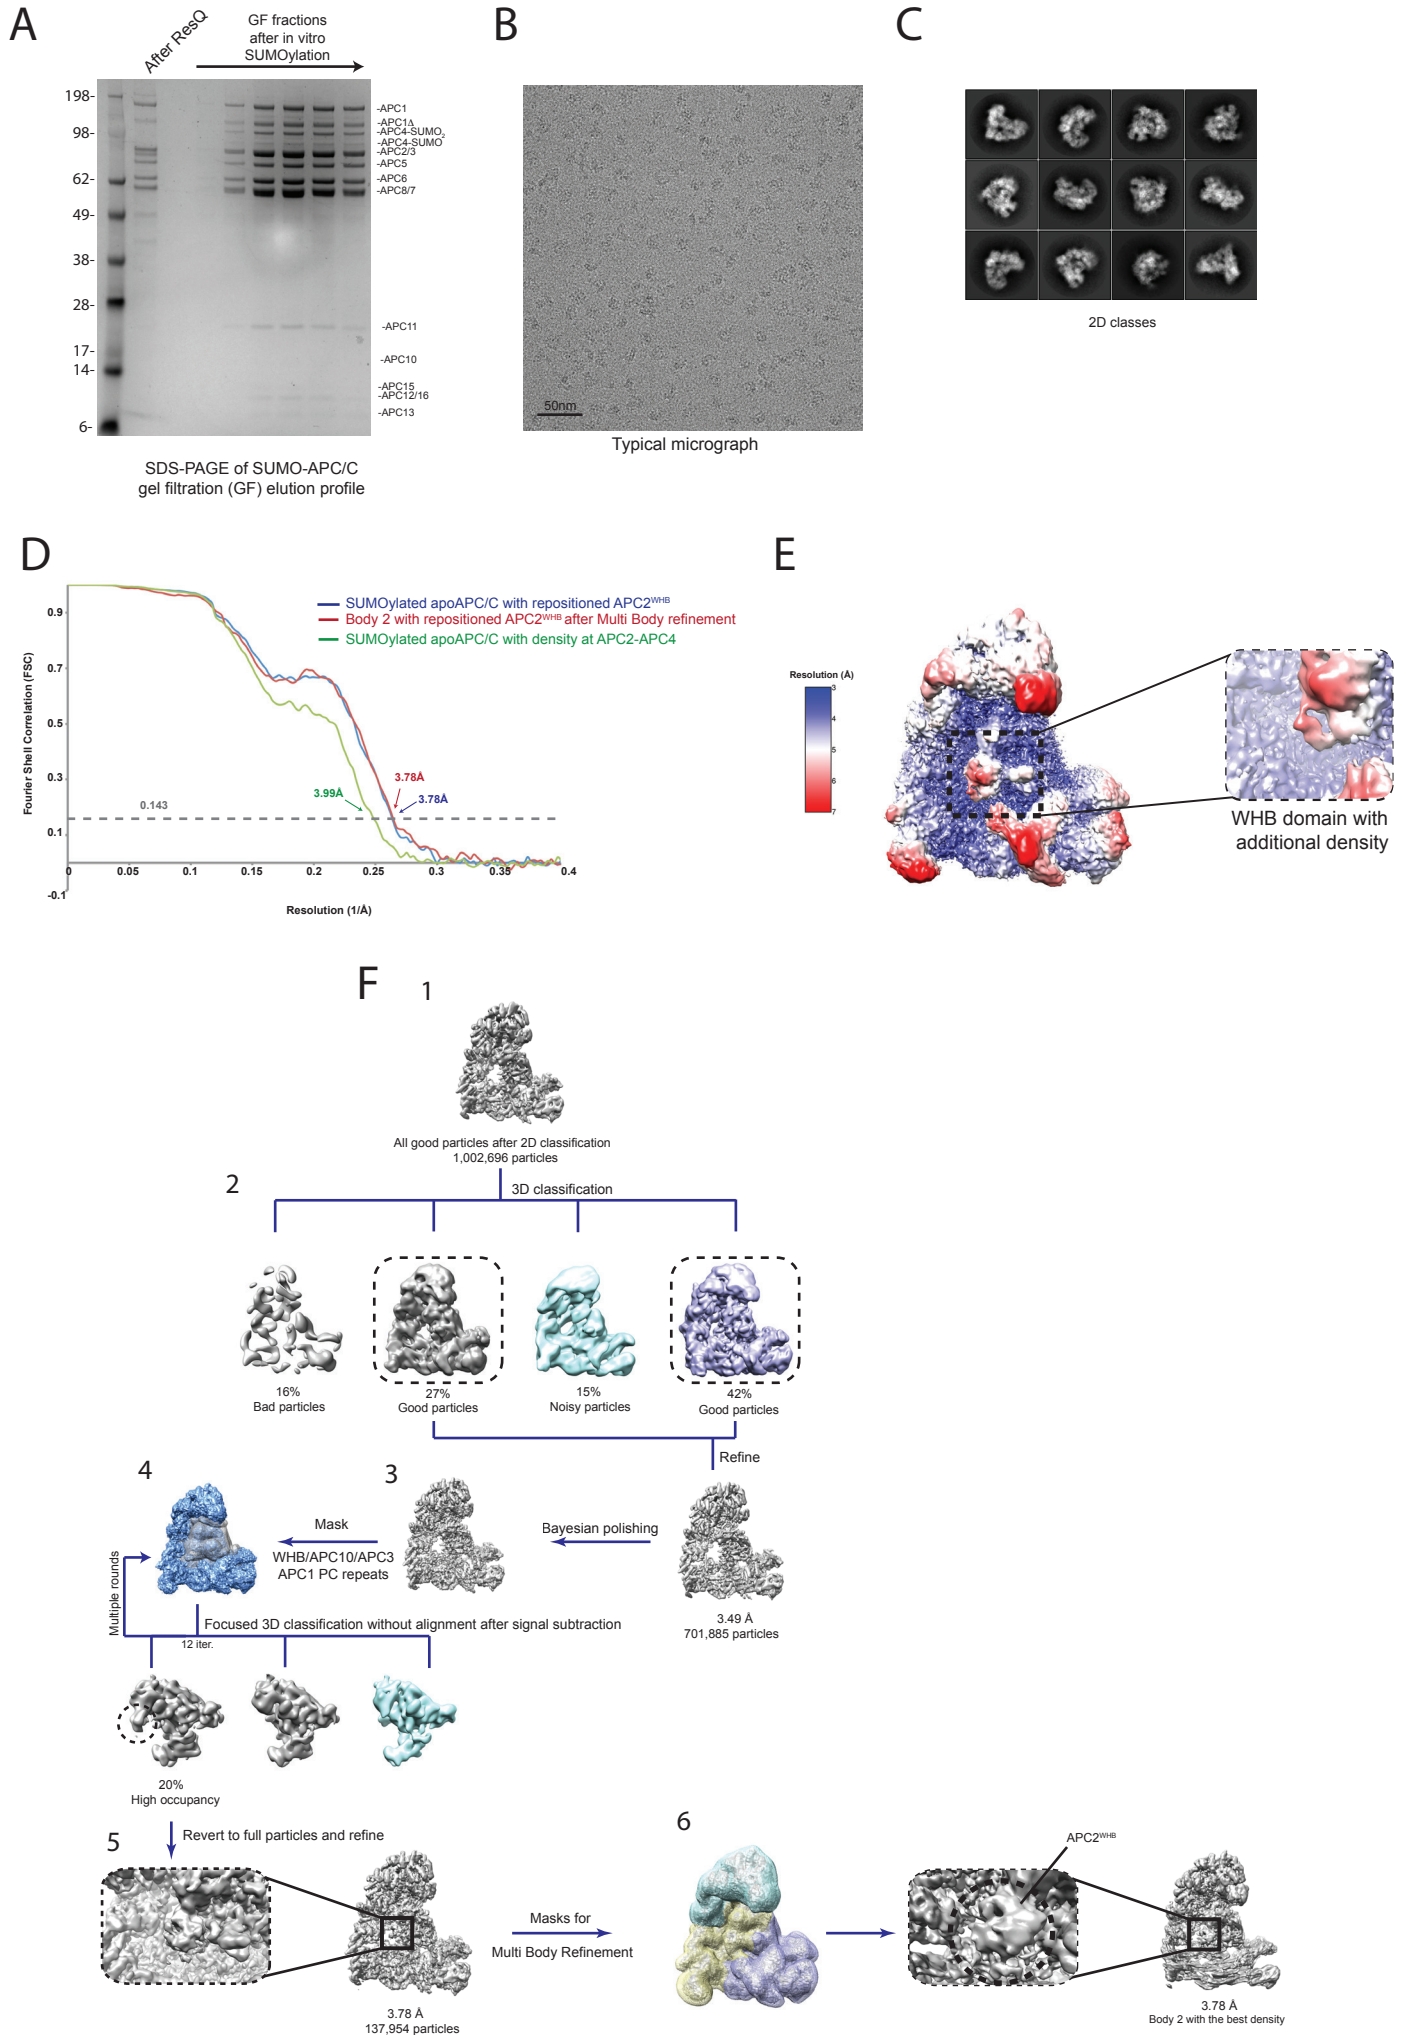 A
After ResQ
GF fractions
after in vitro
SUMOylation
198-
98-
62-
49-
38-
28-
17-
14-
6-
-APC1
-APC1Δ
-APC4-SUMO2
-APC4-SUMO
-APC2/3
-APC5
-APC6
-APC8/7
-APC11
-APC10
-APC15
-APC12/16
-APC13
SDS-PAGE of SUMO-APC/C
gel filtration (GF) elution profile
B
50nm
Typical micrograph
C
2D classes
D
SUMOylated apoAPC/C with repositioned APC2WHB
Body 2 with repositioned APC2WHB after Multi Body refinement
SUMOylated apoAPC/C with density at APC2-APC4
Fourier Shell Correlation (FSC)
0.9
0.7
0.5
0.3
0.1
-0.1
0.143
3.99Å
3.78Å
3.78Å
0
0.05
0.1
0.15
0.2
0.25
0.3
0.35
0.4
Resolution (1/Å)
E
Resolution (Å)
3
4
5
6
7
WHB domain with
additional density
F
1
All good particles after 2D classification
1,002,696 particles
2
3D classification
16%
Bad particles
27%
Good particles
15%
Noisy particles
42%
Good particles
Refine
3.49 Å
701,885 particles
Bayesian polishing
3
Mask
WHB/APC10/APC3
APC1 PC repeats
4
Multiple rounds
Focused 3D classification without alignment after signal subtraction
12 iter.
20%
High occupancy
Revert to full particles and refine
5
3.78 Å
137,954 particles
Masks for
Multi Body Refinement
6
APC2WHB
3.78 Å
Body 2 with the best density